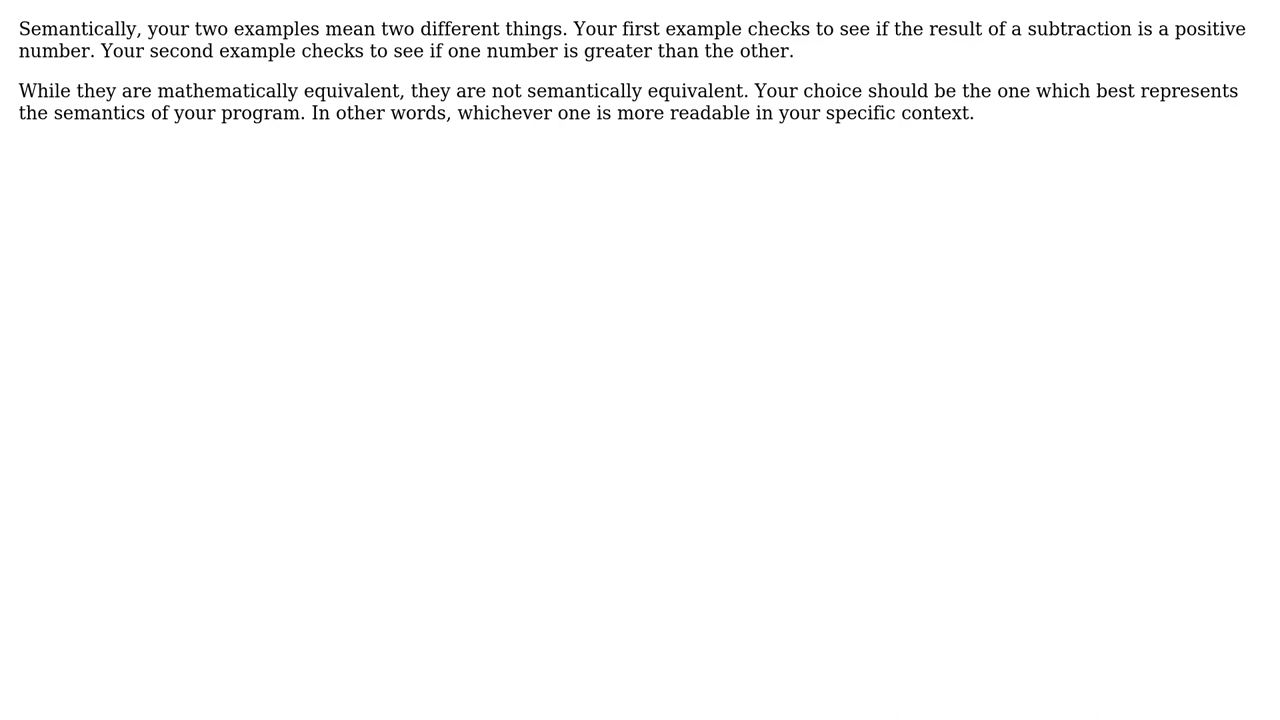 Semantically, your two examples mean two different things. Your first example checks to see if the result of a subtraction is a positive
number. Your second example checks to see if one number is greater than the other.
While they are mathematically equivalent, they are not semantically equivalent. Your choice should be the one which best represents
the semantics of your program. In other words, whichever one is more readable in your specific context.